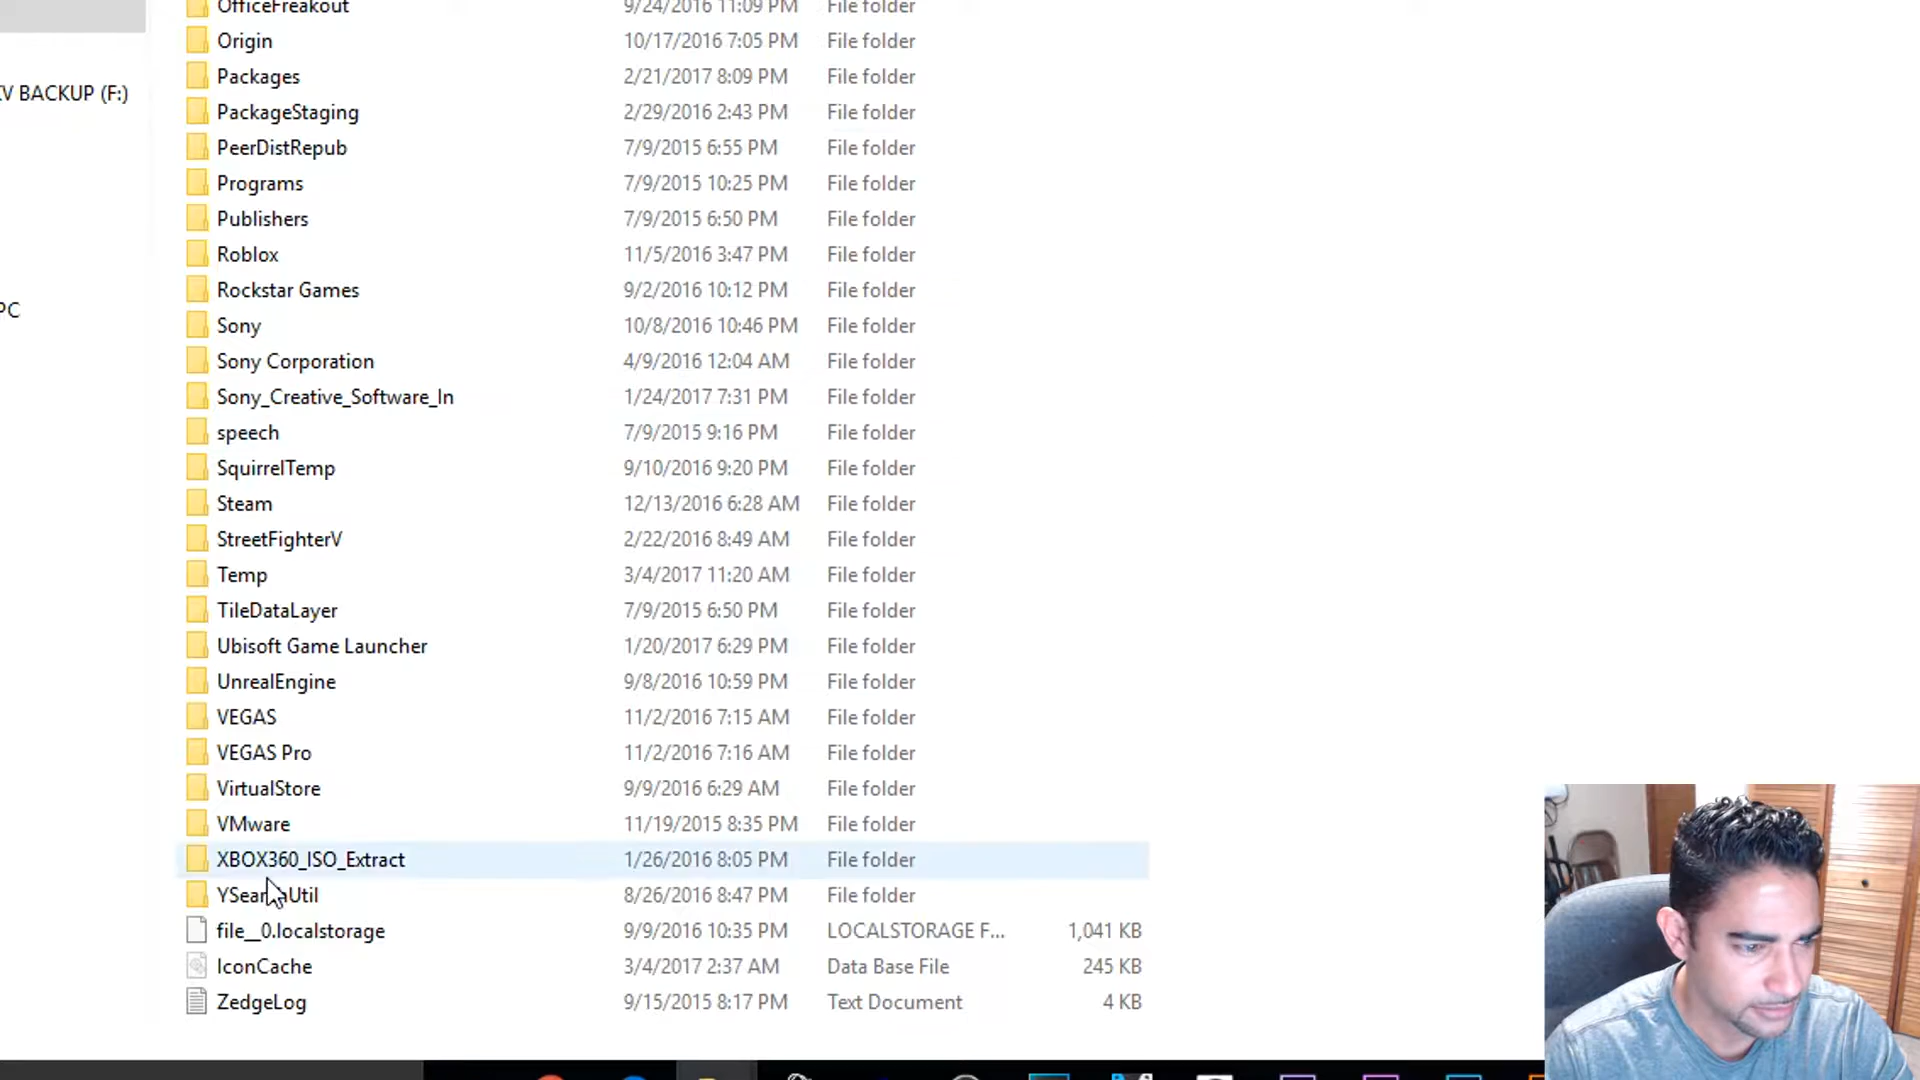 OfficeFreakout 9/24/2016 11:09 PM File folder
Origin 10/17/2016 7:05 PM File folder
Packages 2/21/2017 8:09 PM File folder
V BACKUP (F:)
PackageStaging 2/29/2016 2:43 PM File folder
PeerDistRepub 7/9/2015 6:55 PM File folder
Programs 7/9/2015 10:25 PM File folder
Publishers 7/9/2015 6:50 PM File folder
Roblox 11/5/2016 3:47 PM File folder
Rockstar Games 9/2/2016 10:12 PM File folder
PC
Sony 10/8/2016 10:46 PM File folder
Sony Corporation 4/9/2016 12:04 AM File folder
Sony_Creative_Software_In 1/24/2017 7:31 PM File folder
speech 7/9/2015 9:16 PM File folder
SquirrelTemp 9/10/2016 9:20 PM File folder
Steam 12/13/2016 6:28 AM File folder
StreetFighterV 2/22/2016 8:49 AM File folder
Temp 3/4/2017 11:20 AM File folder
TileDataLayer 7/9/2015 6:50 PM File folder
Ubisoft Game Launcher 1/20/2017 6:29 PM File folder
UnrealEngine 9/8/2016 10:59 PM File folder
VEGAS 11/2/2016 7:15 AM File folder
VEGAS Pro 11/2/2016 7:16 AM File folder
VirtualStore 9/9/2016 6:29 AM File folder
VMware 11/19/2015 8:35 PM File folder
XBOX360_ISO_Extract 1/26/2016 8:05 PM File folder
8/26/2016 8:47 PM File folder
file__0.localstorage 9/9/2016 10:35 PM LOCALSTORAGE F... 1,041 KB
IconCache 3/4/2017 2:37 AM Data Base File 245 KB
ZedgeLog 9/15/2015 8:17 PM Text Document 4 KB